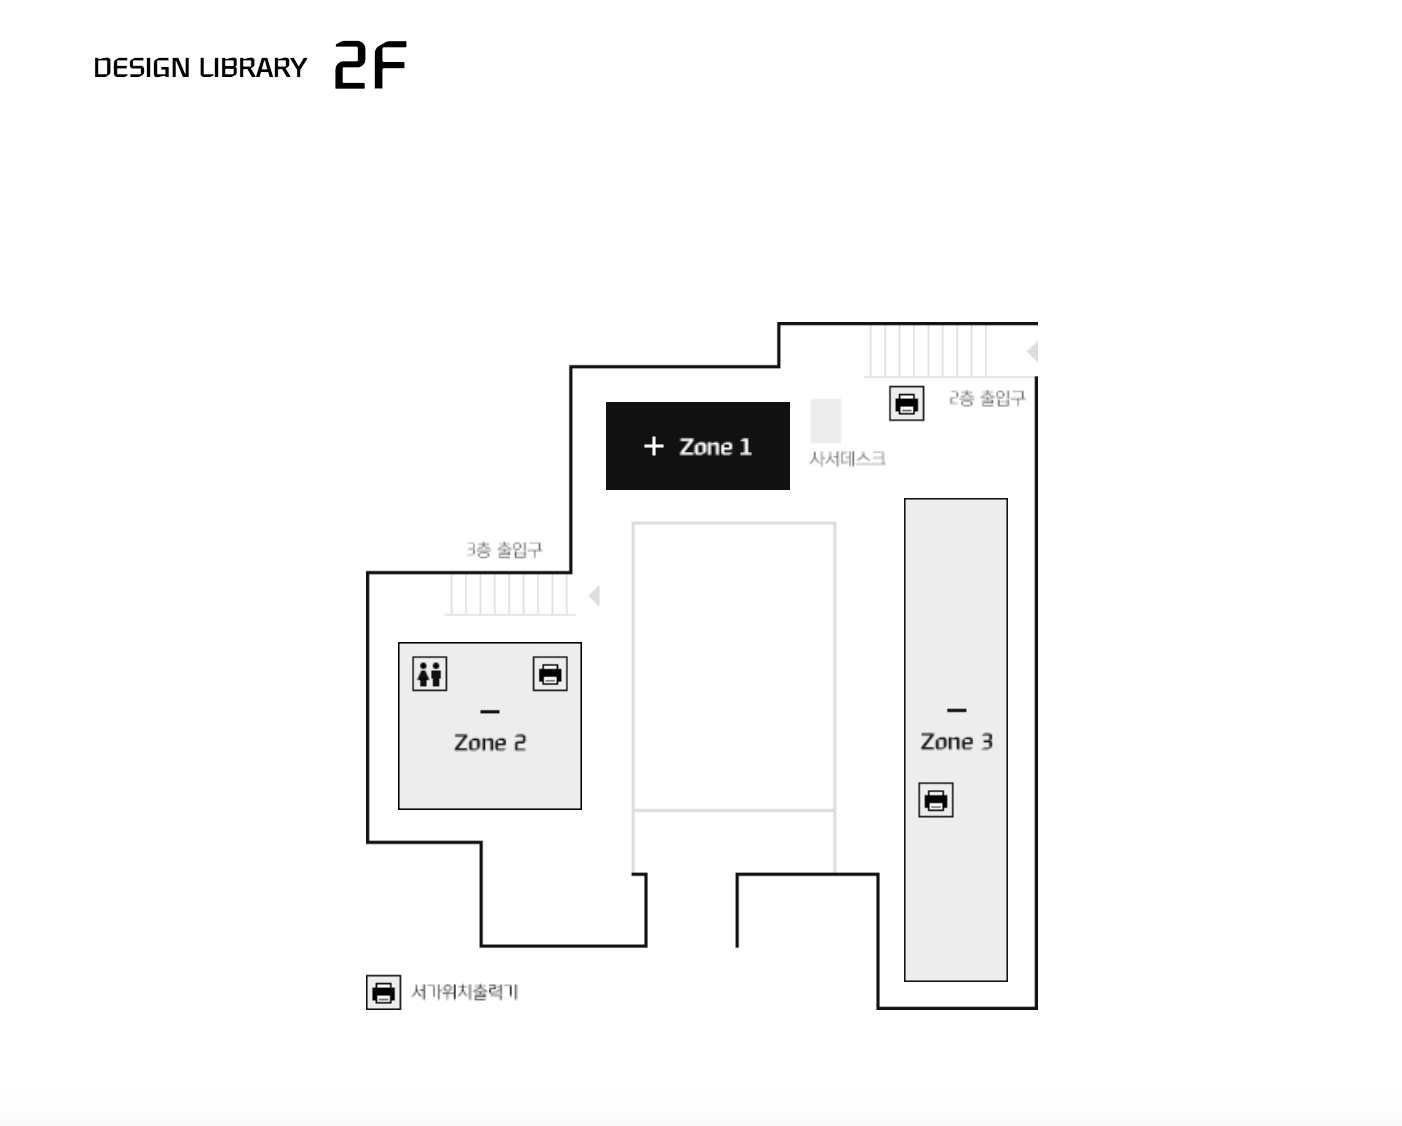 DESIGN LIBRARY 2F
2층 출입구
+ Zone 1
사서데스크
3층 출입구
Zone 2
Zone 3
서가위치출력기